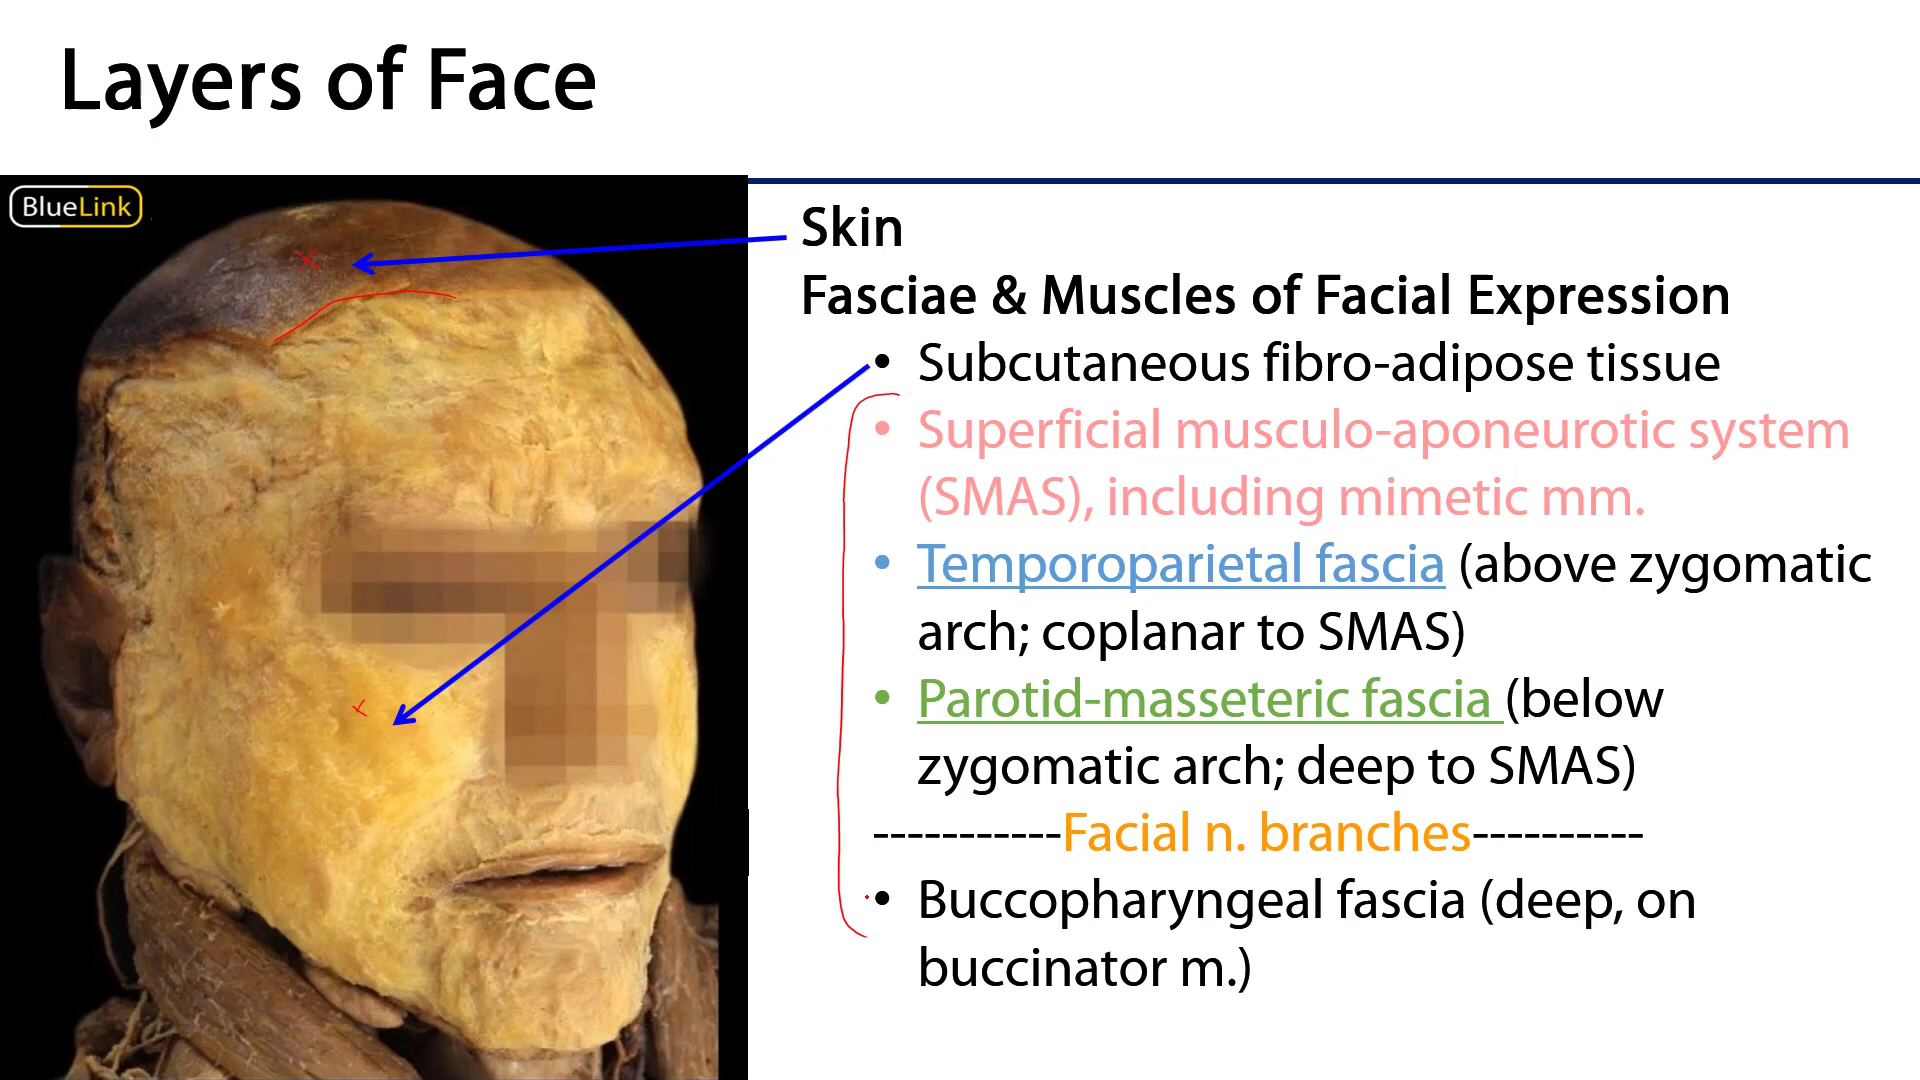 Layers of Face
BlueLink
Skin
Fasciae & Muscles of Facial Expression
• Subcutaneous fibro-adipose tissue
• Superficial musculo-aponeurotic system
(SMAS), including mimetic mm.
• Temporoparietal fascia (above zygomatic
arch; coplanar to SMAS)
• Parotid-masseteric fascia (below
zygomatic arch; deep to SMAS)
-----------Facial n. branches----------
• Buccopharyngeal fascia (deep, on
buccinator m.)